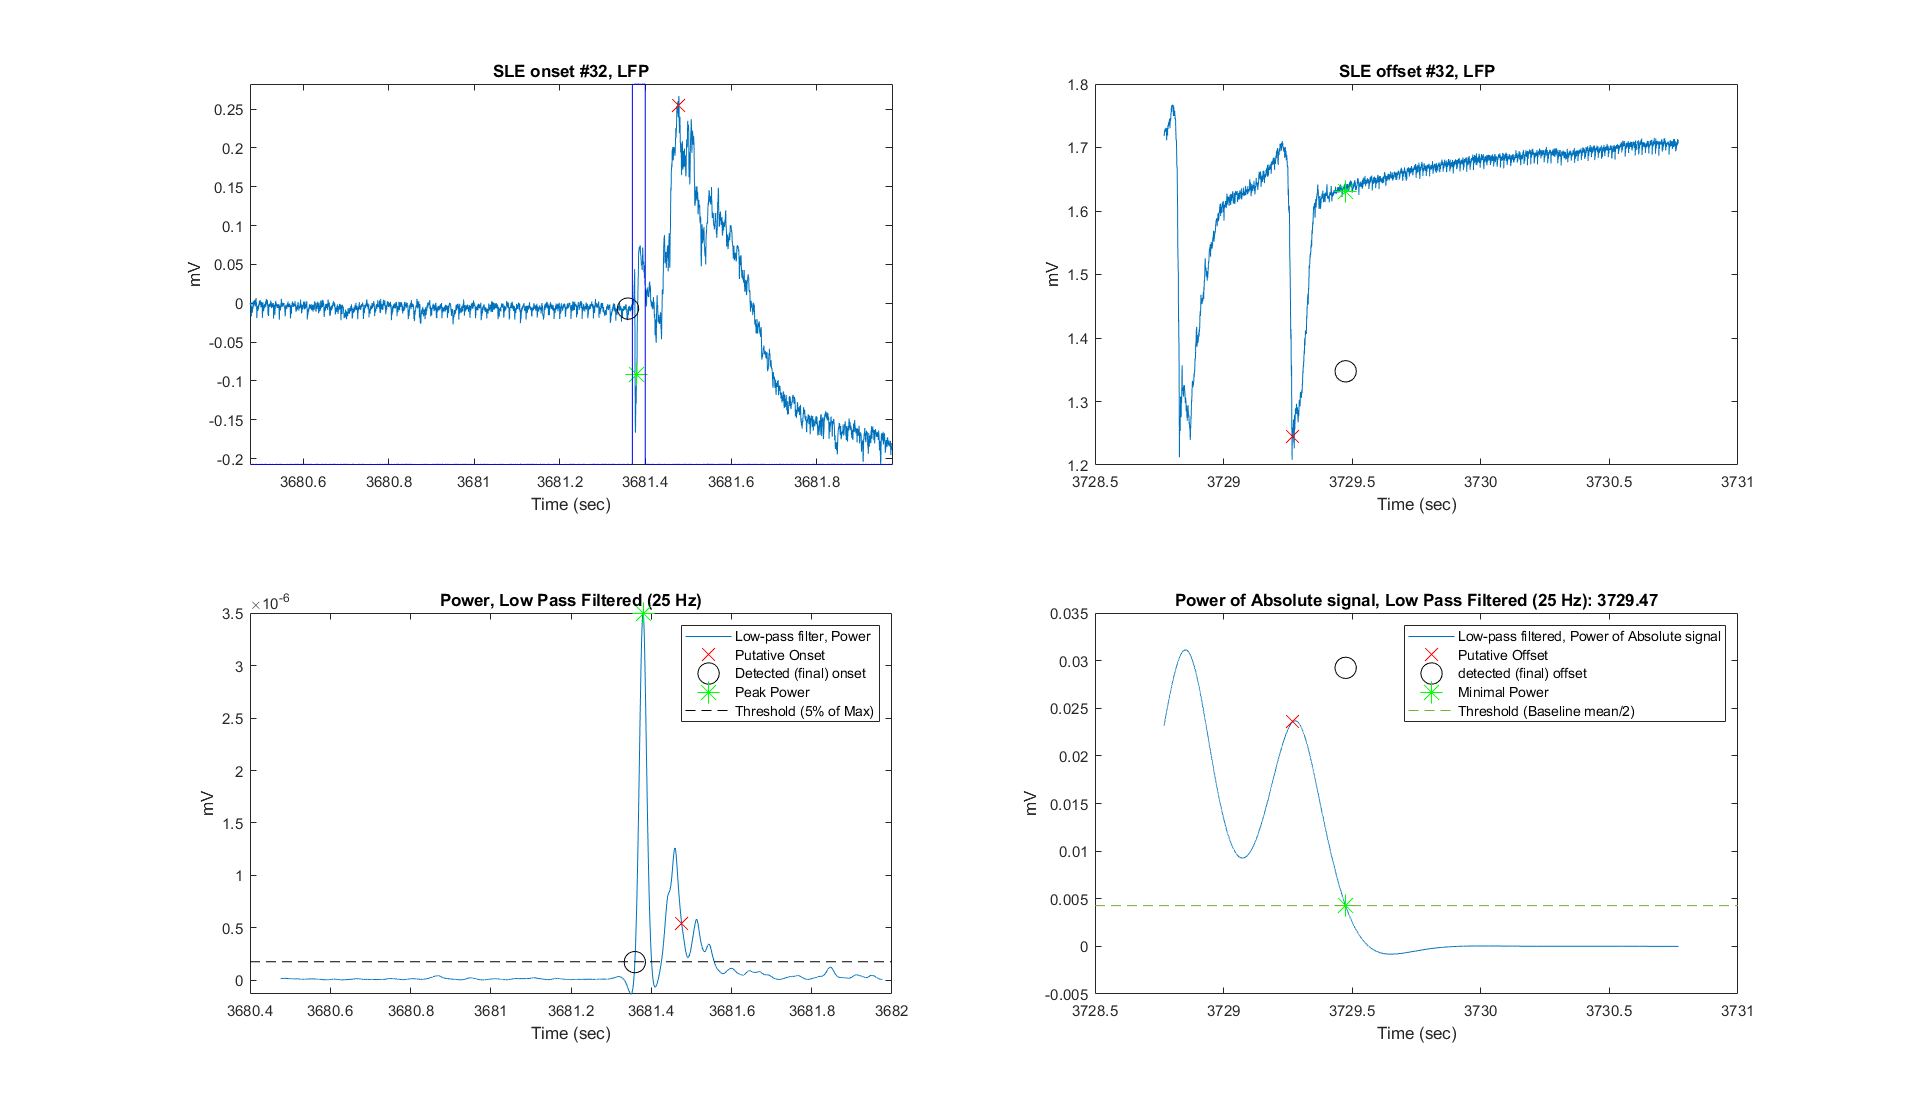 SLE onset #32, LFP
0.25
0.2
0.15
0.1
0.05
0
-0.05
-0.1
-0.15
-0.2
mV
3680.6 3680.8 3681 3681.2 3681.4 3681.6 3681.8
Time (sec)
SLE offset #32, LFP
1.8
1.7
1.6
1.5
1.4
1.3
1.2
mV
3728.5 3729 3729.5 3730 3730.5 3731
Time (sec)
Power, Low Pass Filtered (25 Hz)
×10-6
3.5
3
2.5
2
1.5
1
0.5
0
mV
3680.4 3680.6 3680.8 3681 3681.2 3681.4 3681.6 3681.8 3682
Time (sec)
Low-pass filter, Power
Putative Onset
Detected (final) onset
Peak Power
Threshold (5% of Max)
Power of Absolute signal, Low Pass Filtered (25 Hz): 3729.47
0.035
0.03
0.025
0.02
0.015
0.01
0.005
0
-0.005
mV
3728.5 3729 3729.5 3730 3730.5 3731
Time (sec)
Low-pass filtered, Power of Absolute signal
Putative Offset
detected (final) offset
Minimal Power
Threshold (Baseline mean/2)